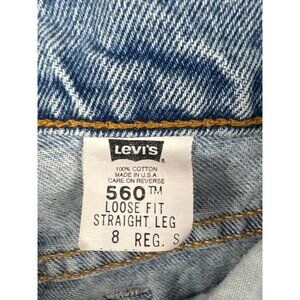 LEVI'S
100% COTTON
MADE IN U.S.A.
CARE ON REVERSE
560™
LOOSE FIT
STRAIGHT LEG
8 REG. S